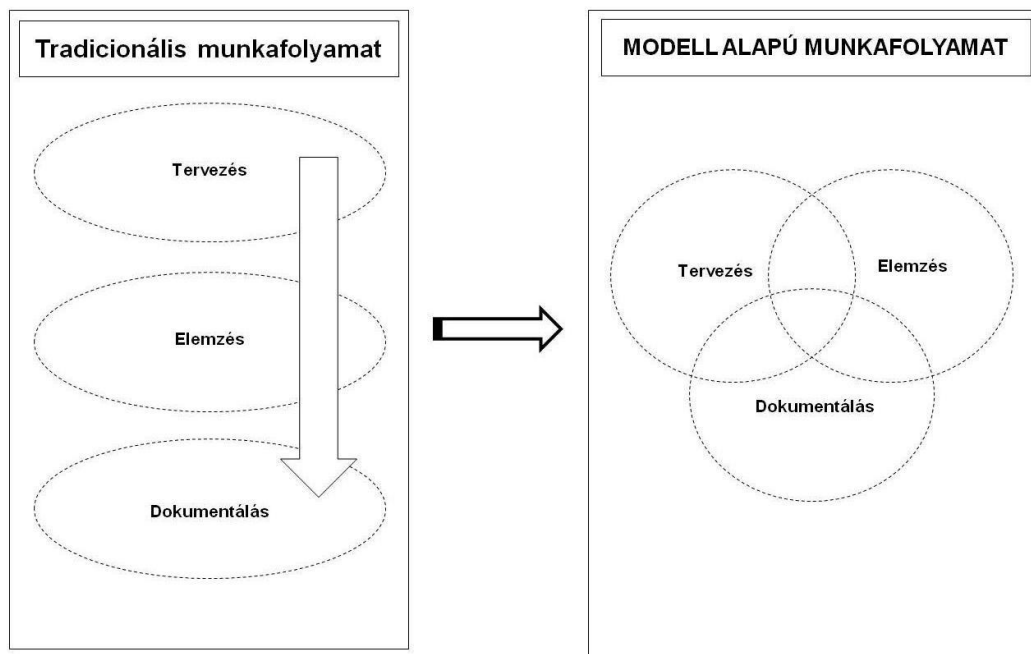 Tradicionális munkafolyamat
Tervezés
Elemzés
Dokumentálás
MODELL ALAPÚ MUNKAFOLYAMAT
Tervezés
Elemzés
Dokumentálás